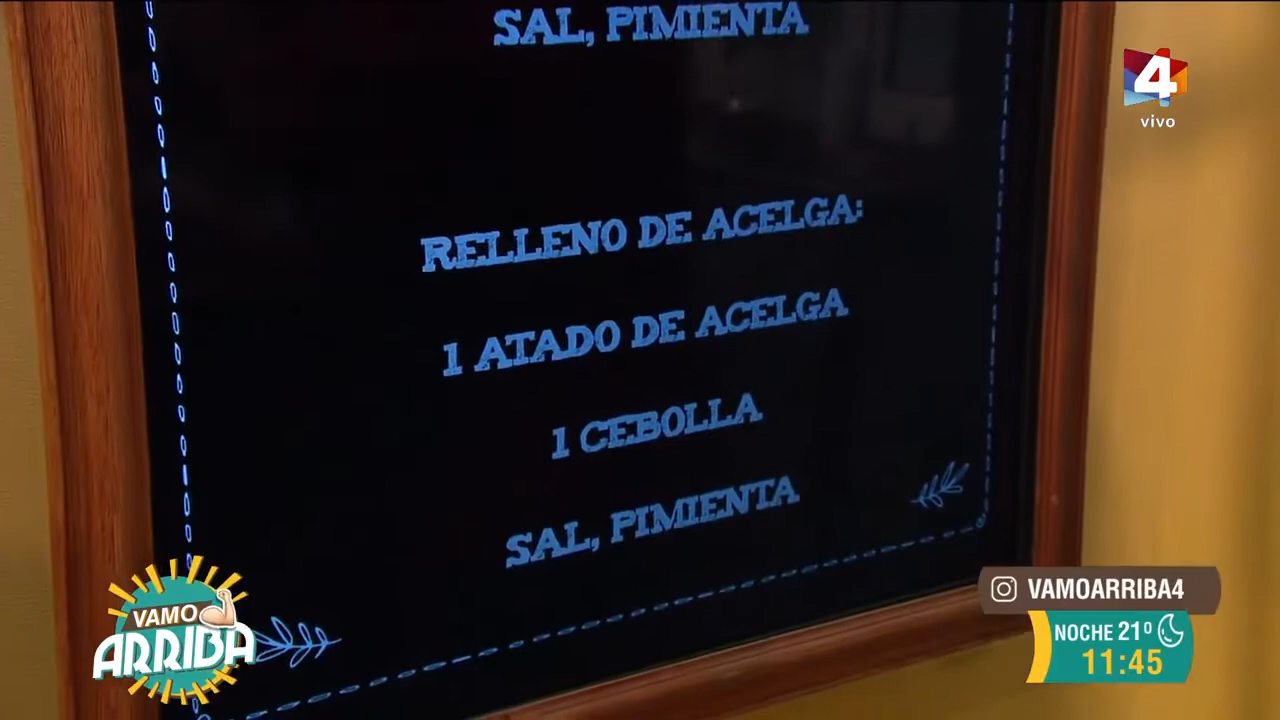 SAL, PIMIENTA
4
vivo
RELLENO DE ACELGA:
1 ATADO DE ACELGA
1 CEBOLLA
SAL, PIMIENTA
VAMO
ARRIBA
VAMOARRIBA4
NOCHE 21º
11:45